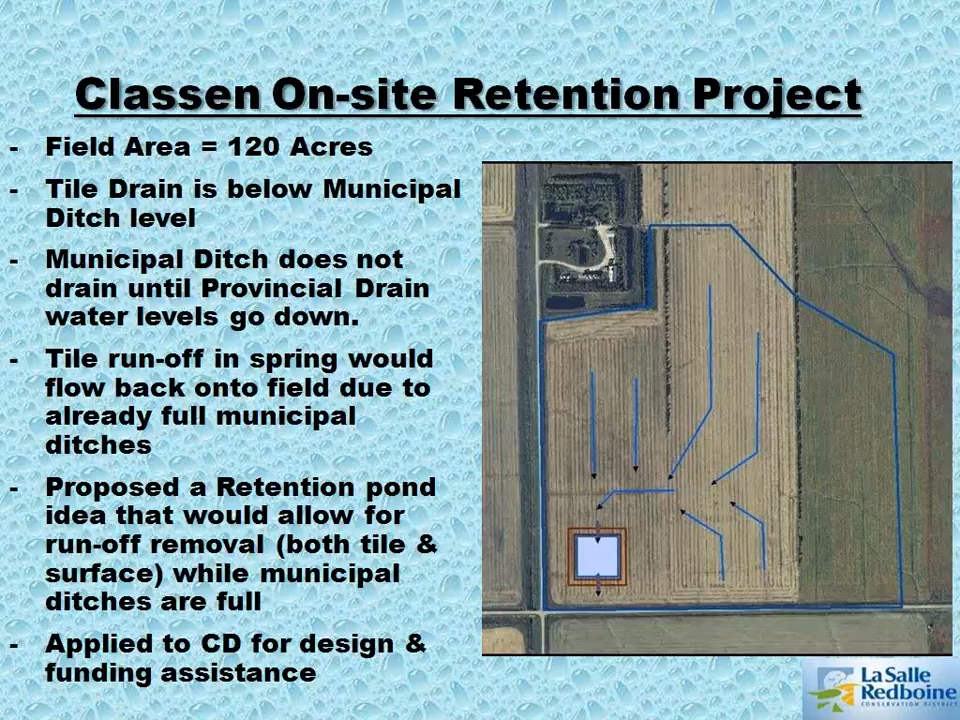 Classen On-site Retention Project
- Field Area = 120 Acres
- Tile Drain is below Municipal
Ditch level
- Municipal Ditch does not
drain until Provincial Drain
water levels go down.
- Tile run-off in spring would
flow back onto field due to
already full municipal
ditches
- Proposed a Retention pond
idea that would allow for
run-off removal (both tile &
surface) while municipal
ditches are full
- Applied to CD for design &
funding assistance
LaSalle
Redboine
CONSERVATION DISTRICT